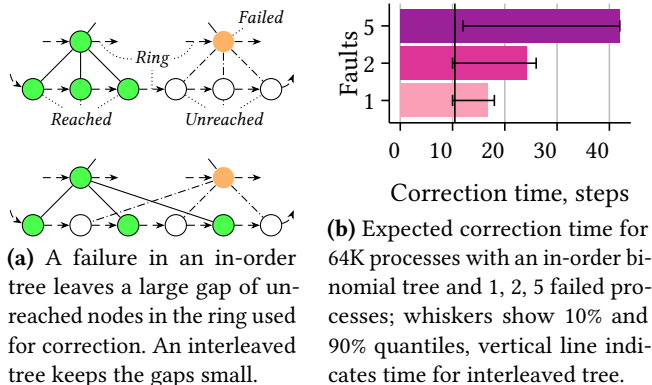 Failed
Ring
Reached
Unreached
(a) A failure in an in-order
tree leaves a large gap of un-
reached nodes in the ring used
for correction. An interleaved
tree keeps the gaps small.
Faults
5
2
1
0 10 20 30 40
Correction time, steps
(b) Expected correction time for
64K processes with an in-order bi-
nomial tree and 1, 2, 5 failed pro-
cesses; whiskers show 10% and
90% quantiles, vertical line indi-
cates time for interleaved tree.